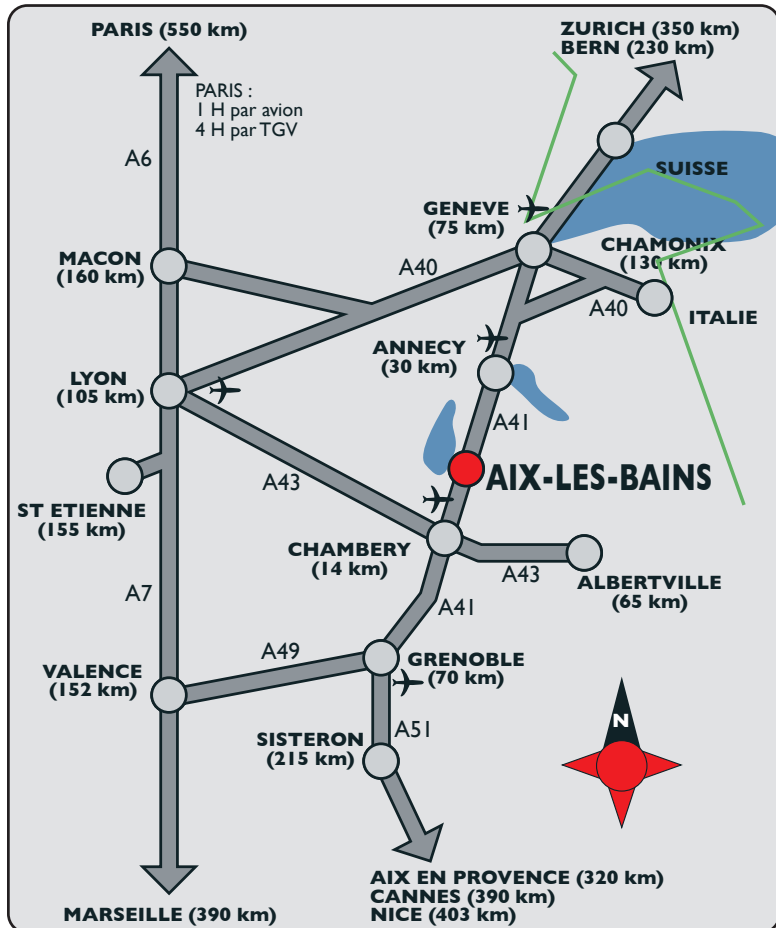 PARIS (550 km)
ZURICH (350 km)
BERN (230 km)
PARIS :
1 H par avion
4 H par TGV
A6
SUISSE
GENEVE
(75 km)
MACON
(160 km)
A40
CHAMONIX
(130 km)
A40
ITALIE
ANNECY
(30 km)
LYON
(105 km)
A41
AIX-LES-BAINS
A43
ST ETIENNE
(155 km)
CHAMBERY
(14 km)
A43
ALBERTVILLE
(65 km)
A7
A41
A49
GRENOBLE
(70 km)
VALENCE
(152 km)
N
A51
SISTERON
(215 km)
AIX EN PROVENCE (320 km)
CANNES (390 km)
NICE (403 km)
MARSEILLE (390 km)